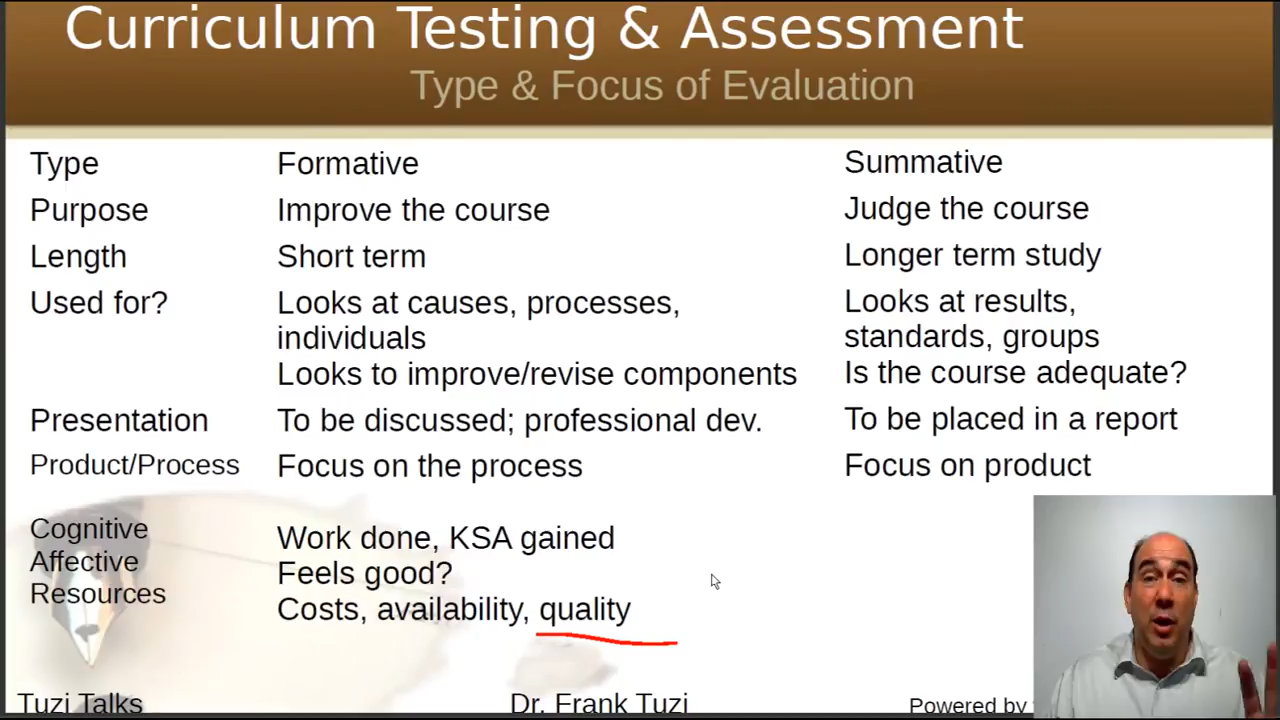 Curriculum Testing & Assessment
Type & Focus of Evaluation
Type Formative Summative
Purpose Improve the course Judge the course
Length Short term Longer term study
Used for? Looks at causes, processes, Looks at results,
individuals standards, groups
Looks to improve/revise components Is the course adequate?
Presentation To be discussed; professional dev. To be placed in a report
Product/Process Focus on the process Focus on product
Cognitive Work done, KSA gained
Affective Feels good?
Resources Costs, availability, quality
Tuzi Talks Dr. Frank Tuzi Powered by